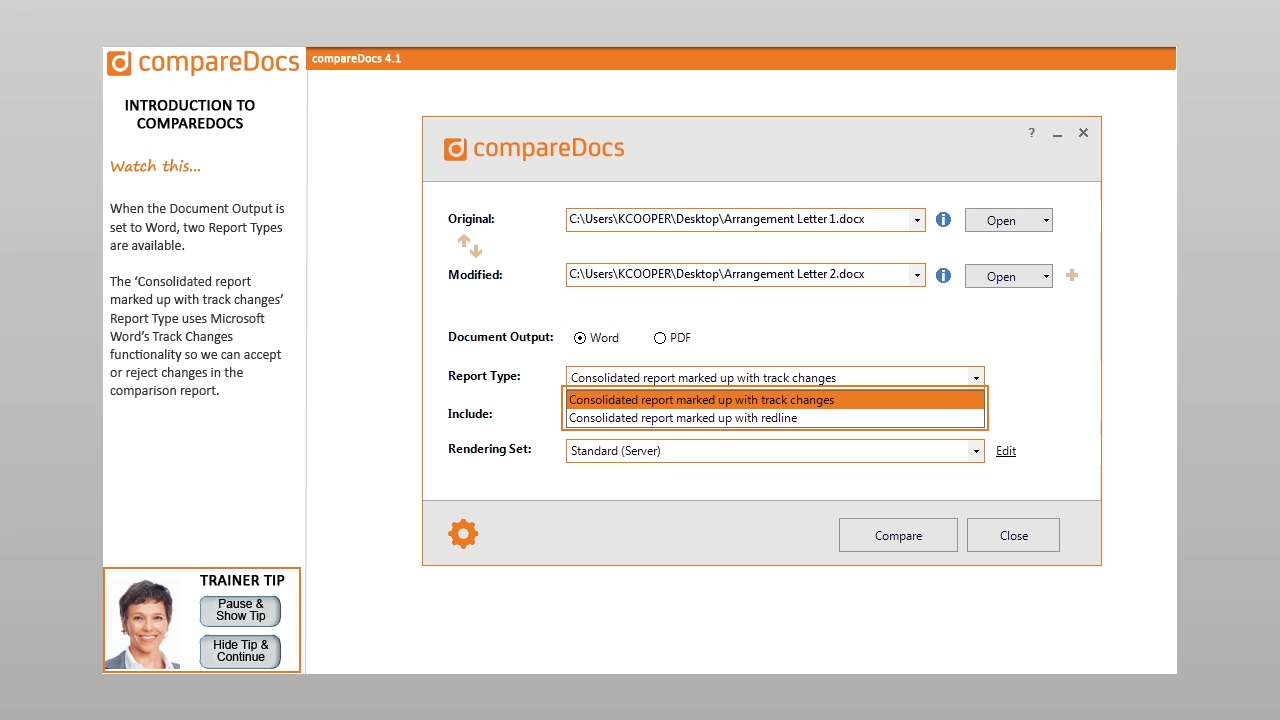 compareDocs
compareDocs 4.1
INTRODUCTION TO
COMPAREDOCS
Watch this...
When the Document Output is
set to Word, two Report Types
are available.
The ‘Consolidated report
marked up with track changes’
Report Type uses Microsoft
Word’s Track Changes
functionality so we can accept
or reject changes in the
comparison report.
TRAINER TIP
Pause &
Show Tip
Hide Tip &
Continue
compareDocs
?
Original:
C:\Users\KCOOPER\Desktop\Arrangement Letter 1.docx
Open
Modified:
C:\Users\KCOOPER\Desktop\Arrangement Letter 2.docx
Open
Document Output:
Word
PDF
Report Type:
Consolidated report marked up with track changes
Consolidated report marked up with track changes
Include:
Consolidated report marked up with redline
Rendering Set:
Standard (Server)
Edit
Compare
Close